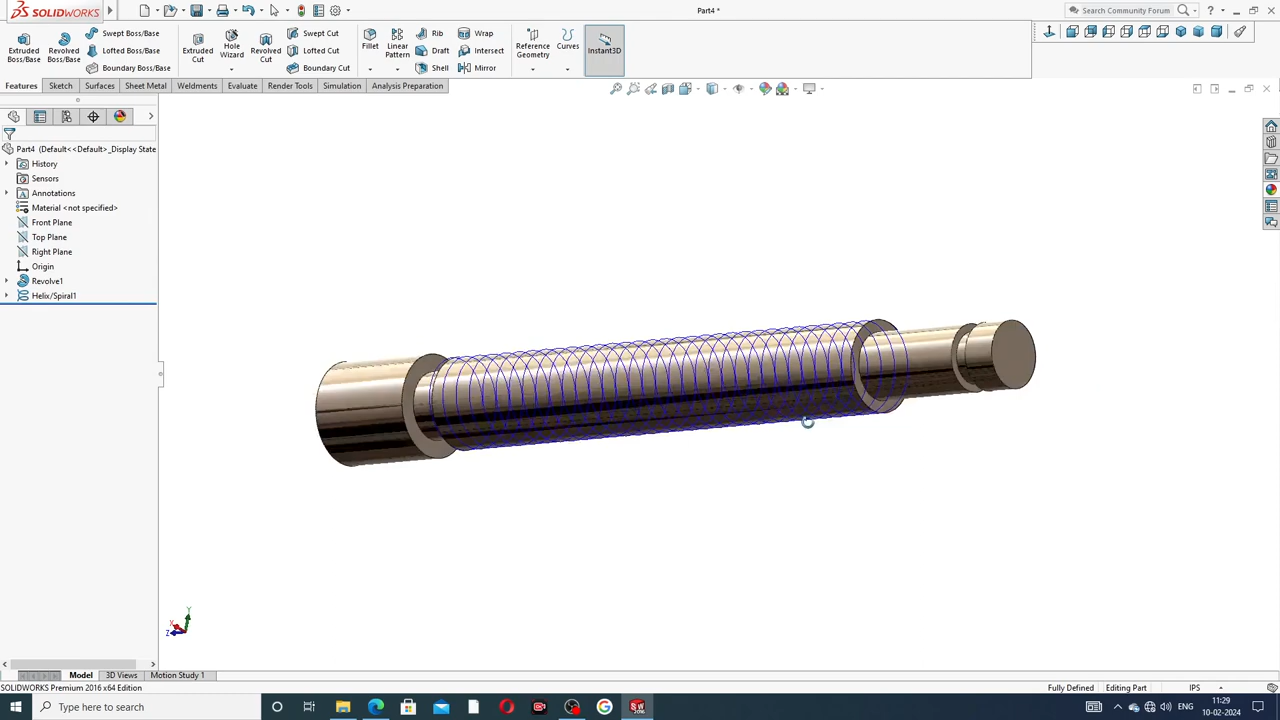 SOLIDWORKS
Part4 *
Search Community Forum
Extruded Boss/Base
Revolved Boss/Base
Swept Boss/Base
Lofted Boss/Base
Boundary Boss/Base
Extruded Cut
Hole Wizard
Revolved Cut
Swept Cut
Lofted Cut
Boundary Cut
Fillet
Linear Pattern
Rib
Draft
Shell
Wrap
Intersect
Mirror
Reference Geometry
Curves
Instant3D
Features
Sketch
Surfaces
Sheet Metal
Weldments
Evaluate
Render Tools
Simulation
Analysis Preparation
Part4 (Default<<Default>_Display State
History
Sensors
Annotations
Material <not specified>
Front Plane
Top Plane
Right Plane
Origin
Revolve1
Helix/Spiral1
Y
X
Z
Model
3D Views
Motion Study 1
SOLIDWORKS Premium 2016 x64 Edition
Fully Defined
Editing Part
IPS
Type here to search
ENG
11:29
10-02-2024